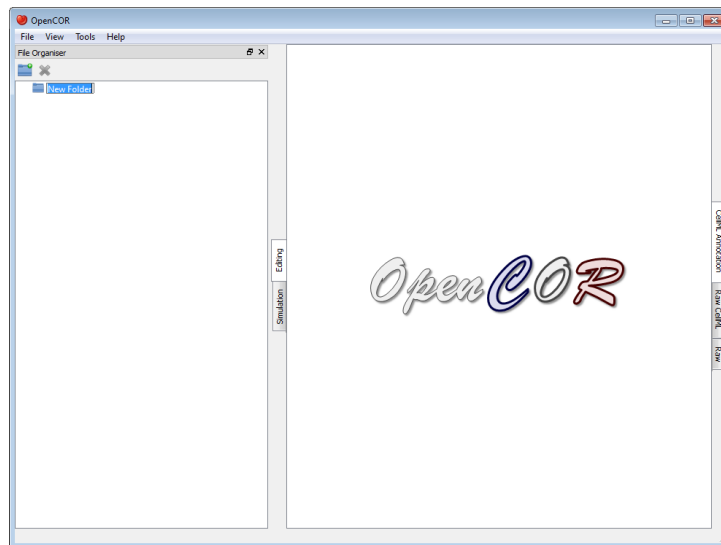 OpenCOR
File View Tools Help
File Organiser
New Folder
Editing
Simulation
OpenCOR
CellML Annotation
Raw CellML
Raw